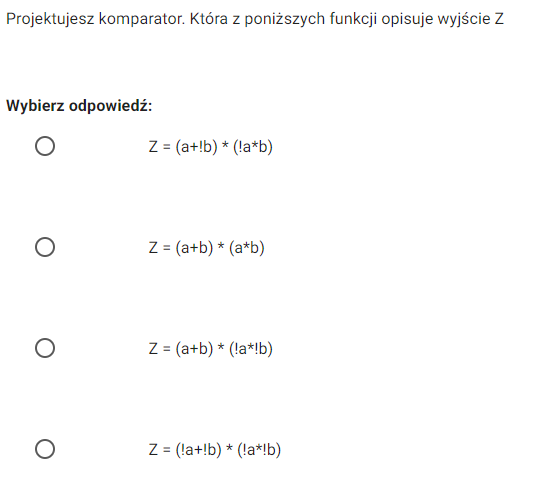 Projektujesz komparator. Która z poniższych funkcji opisuje wyjście Z
Wybierz odpowiedź:
Z = (a+!b) * (!a*b)
Z = (a+b) * (a*b)
Z = (a+b) * (!a*!b)
Z = (!a+!b) * (!a*!b)